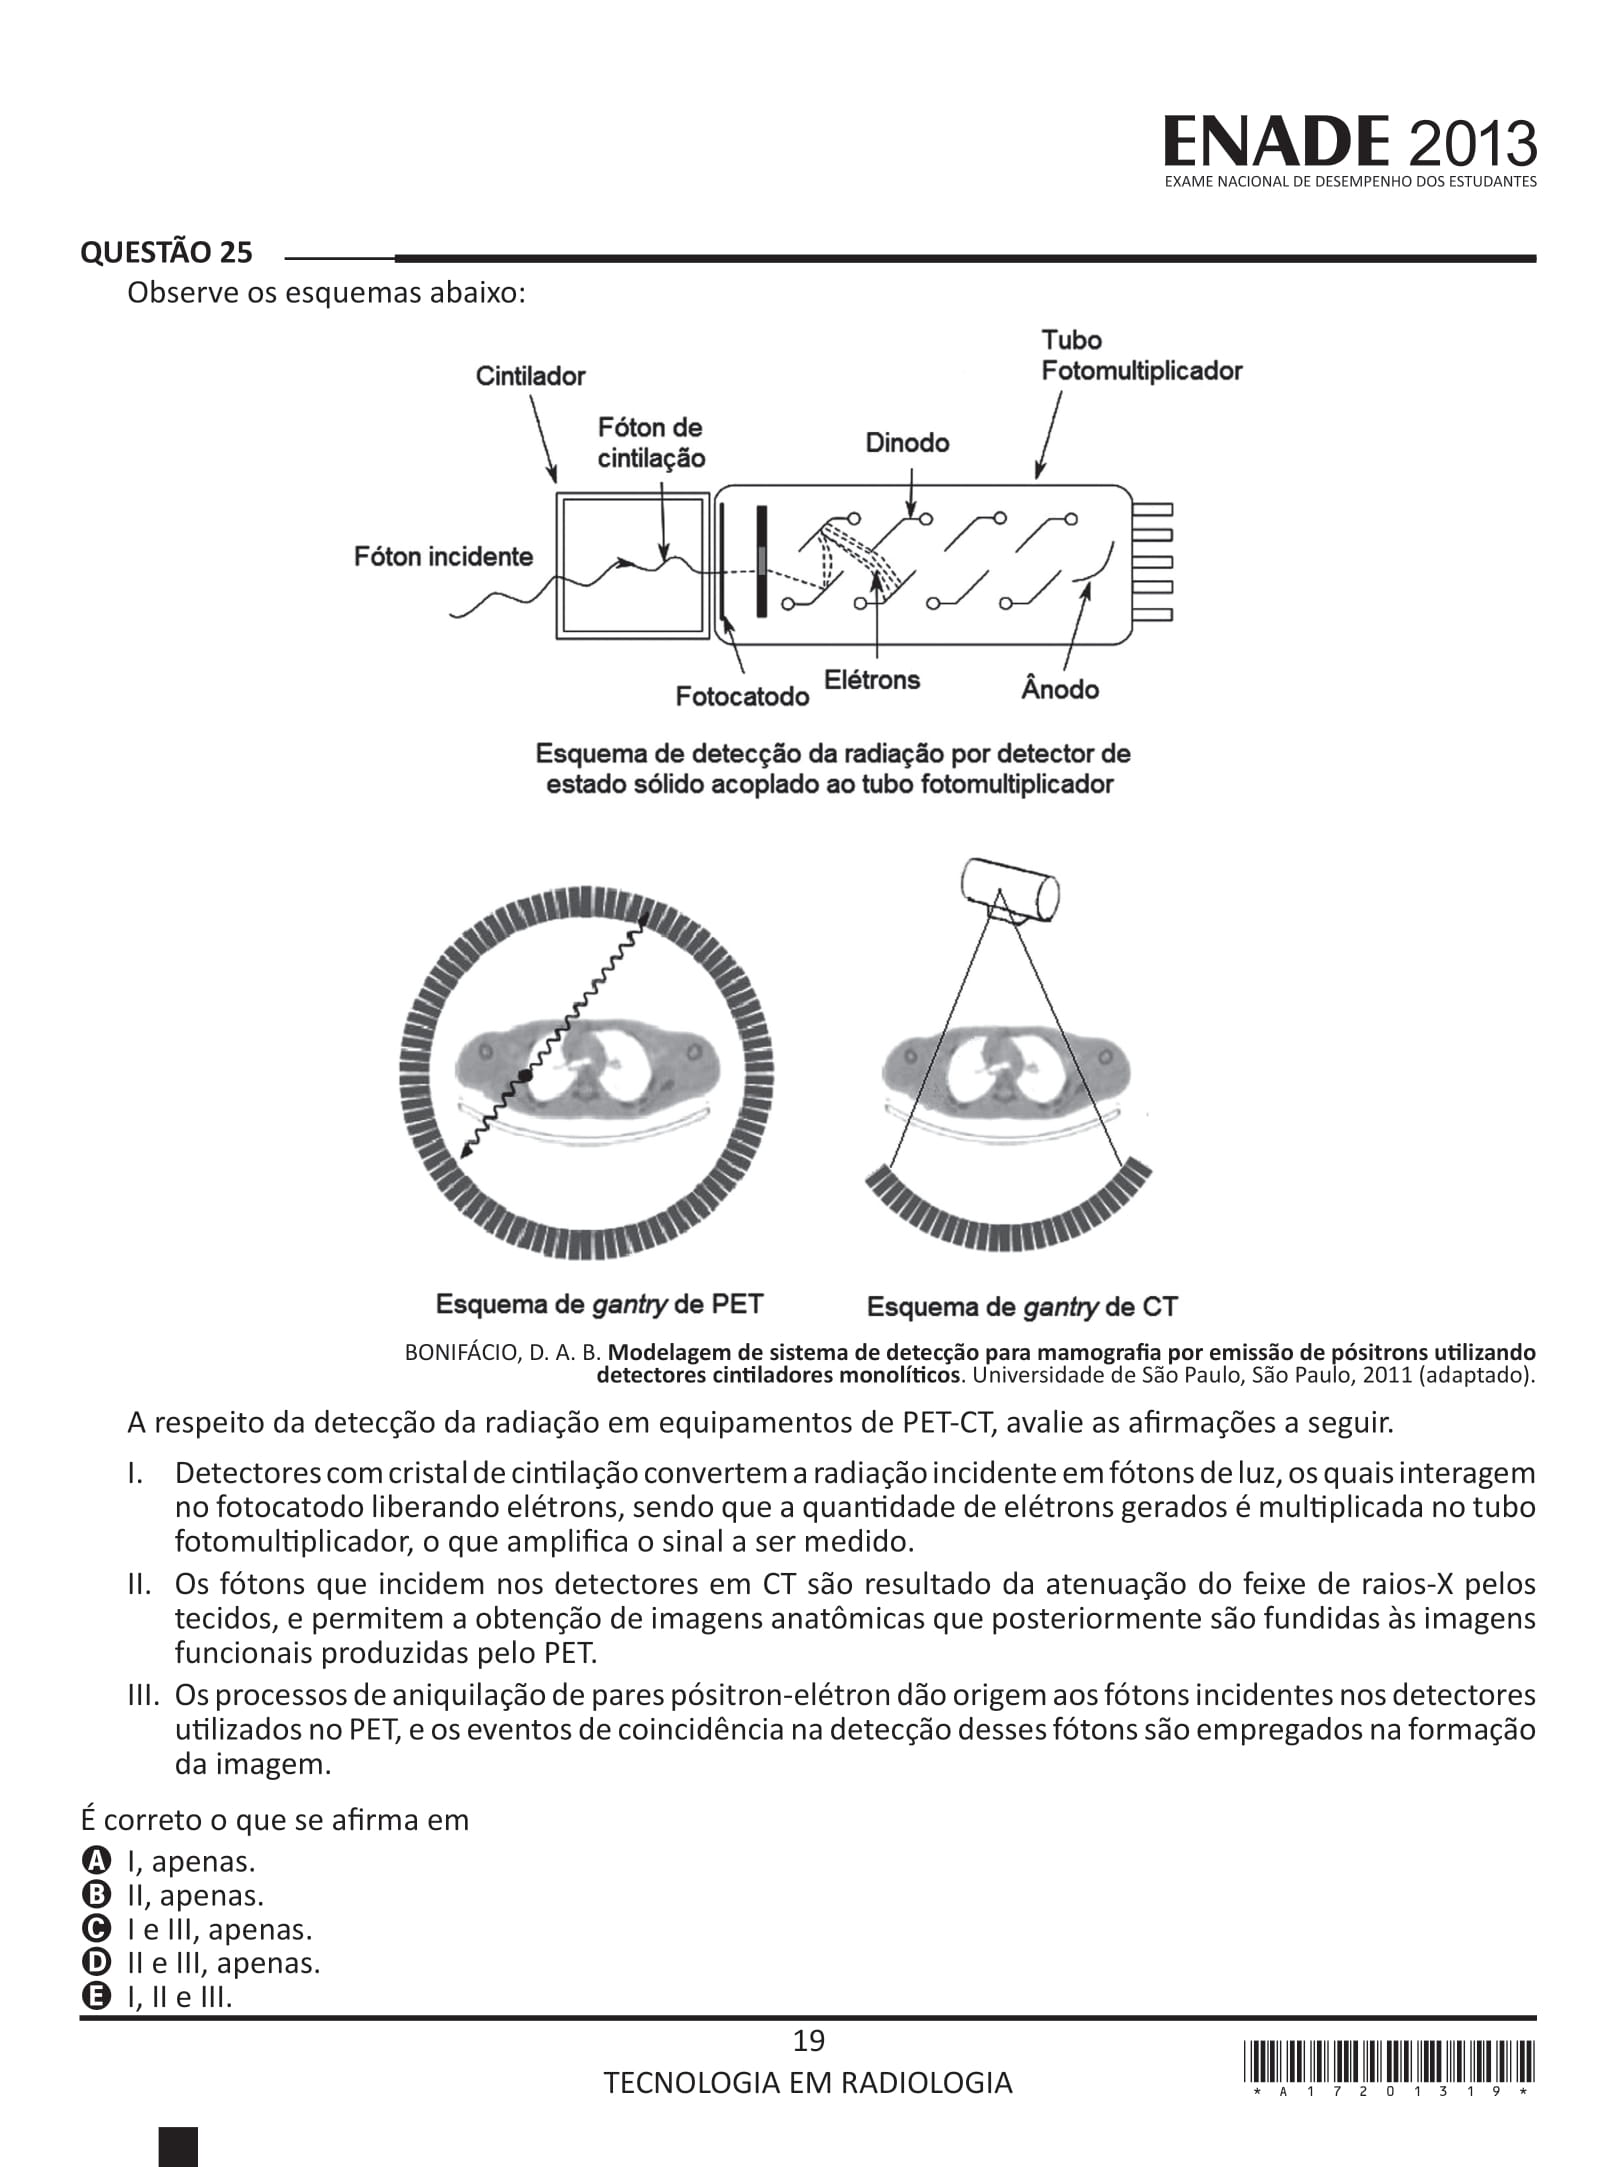 ENADE 2013
EXAME NACIONAL DE DESEMPENHO DOS ESTUDANTES
QUESTÃO 25
Observe os esquemas abaixo:
Tubo
Fotomultiplicador
Cintilador
Fóton de
cintilação
Dinodo
Fóton incidente
Fotocatodo
Elétrons
Ânodo
Esquema de detecção da radiação por detector de
estado sólido acoplado ao tubo fotomultiplicador
Esquema de gantry de PET
Esquema de gantry de CT
BONIFÁCIO, D. A. B. Modelagem de sistema de detecção para mamografia por emissão de pósitrons utilizando
detectores cintiladores monolíticos. Universidade de São Paulo, São Paulo, 2011 (adaptado).
A respeito da detecção da radiação em equipamentos de PET-CT, avalie as afirmações a seguir.
I. Detectores com cristal de cintilação convertem a radiação incidente em fótons de luz, os quais interagem
no fotocatodo liberando elétrons, sendo que a quantidade de elétrons gerados é multiplicada no tubo
fotomultiplicador, o que amplifica o sinal a ser medido.
II. Os fótons que incidem nos detectores em CT são resultado da atenuação do feixe de raios-X pelos
tecidos, e permitem a obtenção de imagens anatômicas que posteriormente são fundidas às imagens
funcionais produzidas pelo PET.
III. Os processos de aniquilação de pares pósitron-elétron dão origem aos fótons incidentes nos detectores
utilizados no PET, e os eventos de coincidência na detecção desses fótons são empregados na formação
da imagem.
É correto o que se afirma em
A I, apenas.
B II, apenas.
C I e III, apenas.
D II e III, apenas.
E I, II e III.
19
TECNOLOGIA EM RADIOLOGIA
* A 1 7 2 0 1 3 1 9 *